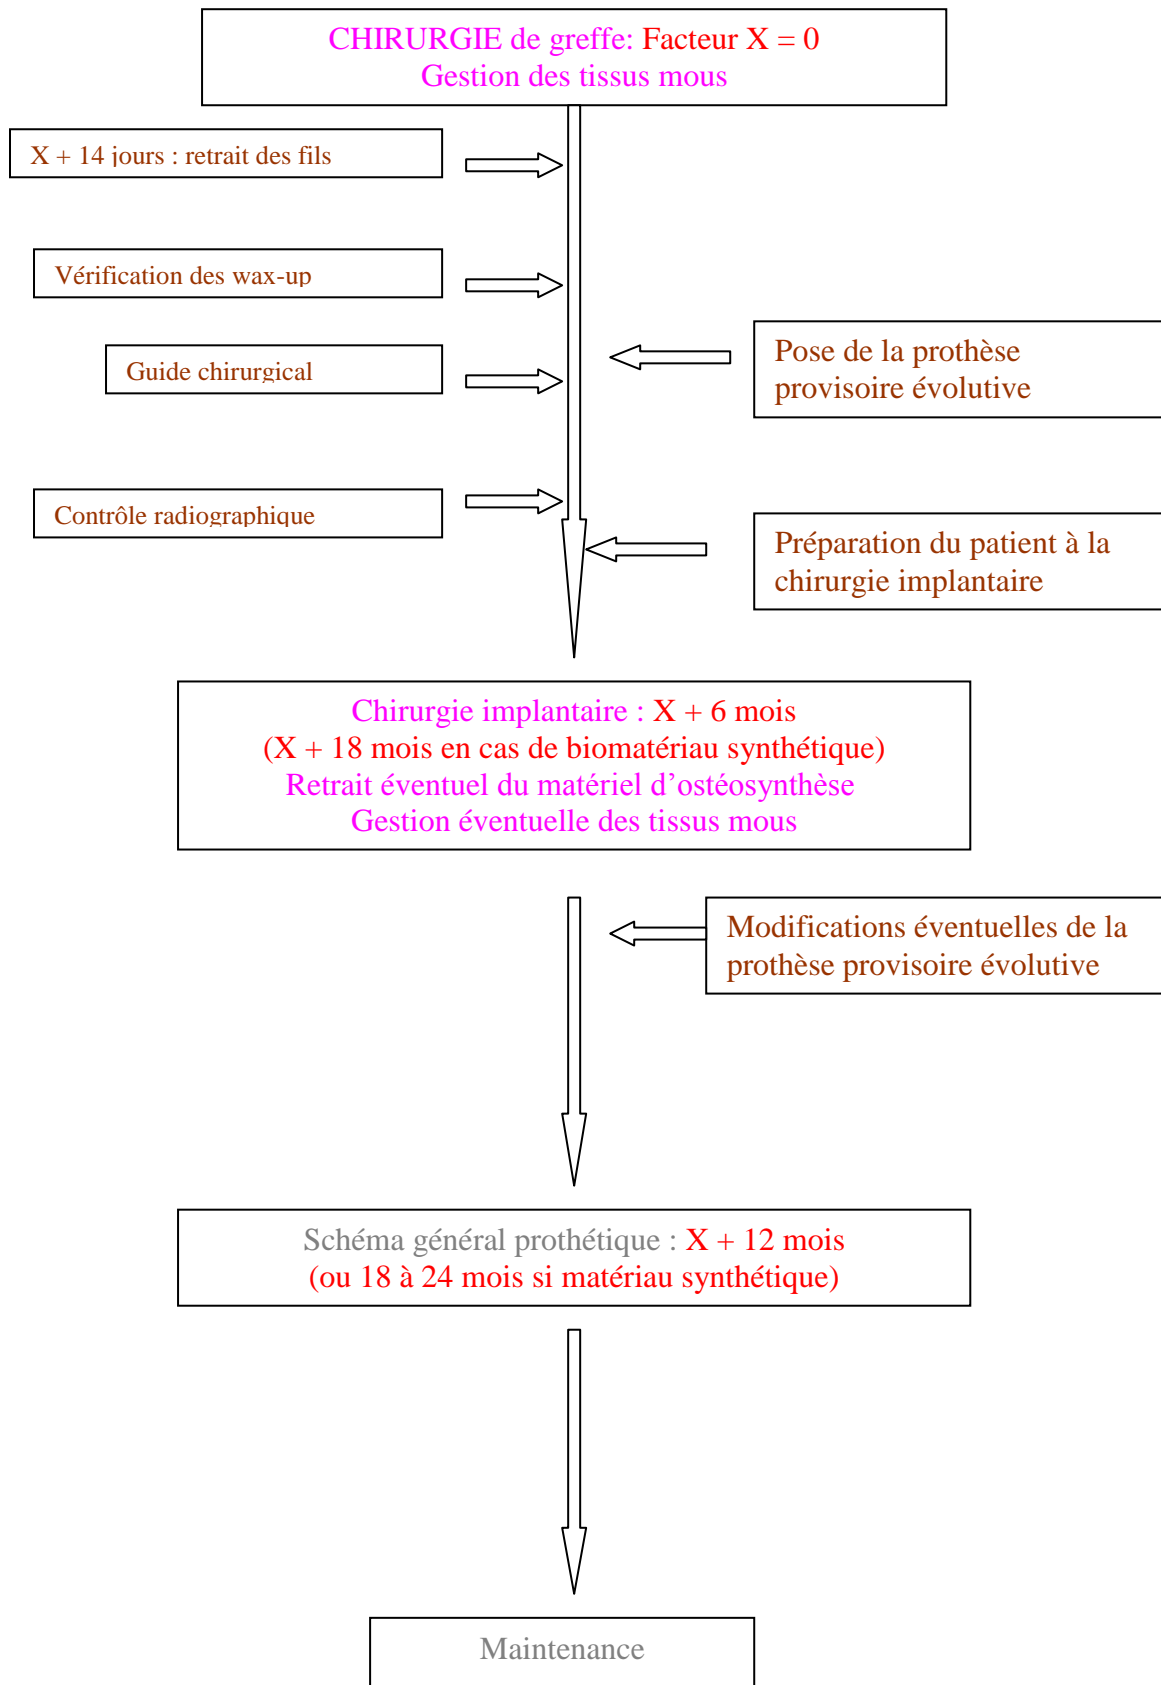 CHIRURGIE de greffe: Facteur X = 0
Gestion des tissus mous
X + 14 jours : retrait des fils
Vérification des wax-up
Guide chirurgical
Pose de la prothèse
provisoire évolutive
Contrôle radiographique
Préparation du patient à la
chirurgie implantaire
Chirurgie implantaire : X + 6 mois
(X + 18 mois en cas de biomatériau synthétique)
Retrait éventuel du matériel d’ostéosynthèse
Gestion éventuelle des tissus mous
Modifications éventuelles de la
prothèse provisoire évolutive
Schéma général prothétique : X + 12 mois
(ou 18 à 24 mois si matériau synthétique)
Maintenance